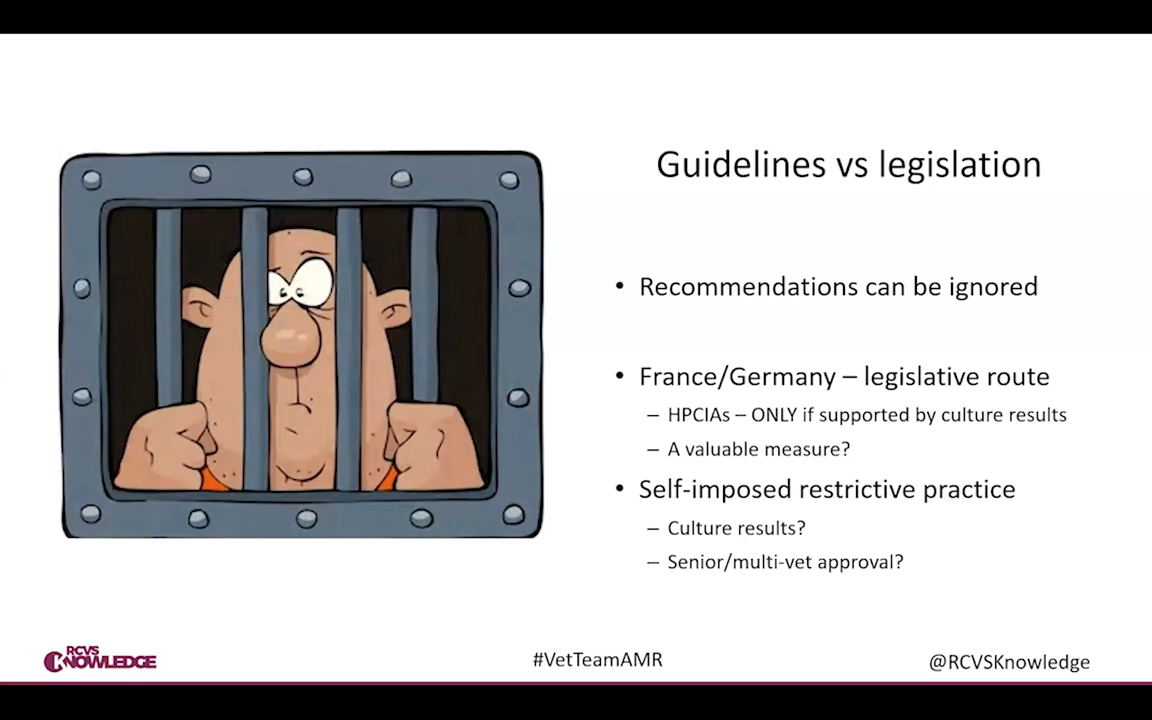 Guidelines vs legislation
• Recommendations can be ignored
• France/Germany – legislative route
– HPCIAs – ONLY if supported by culture results
– A valuable measure?
• Self-imposed restrictive practice
– Culture results?
– Senior/multi-vet approval?
RCVS
KNOWLEDGE
#VetTeamAMR
@RCVSKnowledge